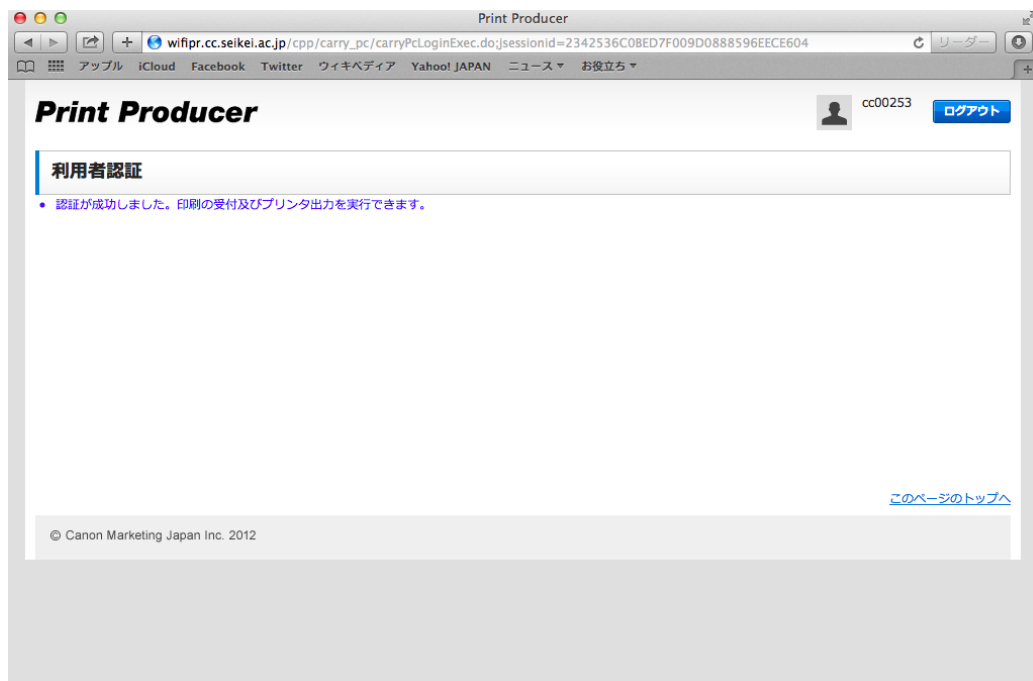 Print Producer
wifipr.cc.seikei.ac.jp/cpp/carry_pc/carryPcLoginExec.do;jsessionid=2342536C0BED7F009D0888596EECE604
リーダー
アップル iCloud Facebook Twitter ウィキペディア Yahoo! JAPAN ニュース▼ お役立ち▼
Print Producer
cc00253
ログアウト
利用者認証
• 認証が成功しました。印刷の受付及びプリンタ出力を実行できます。
このページのトップへ
© Canon Marketing Japan Inc. 2012